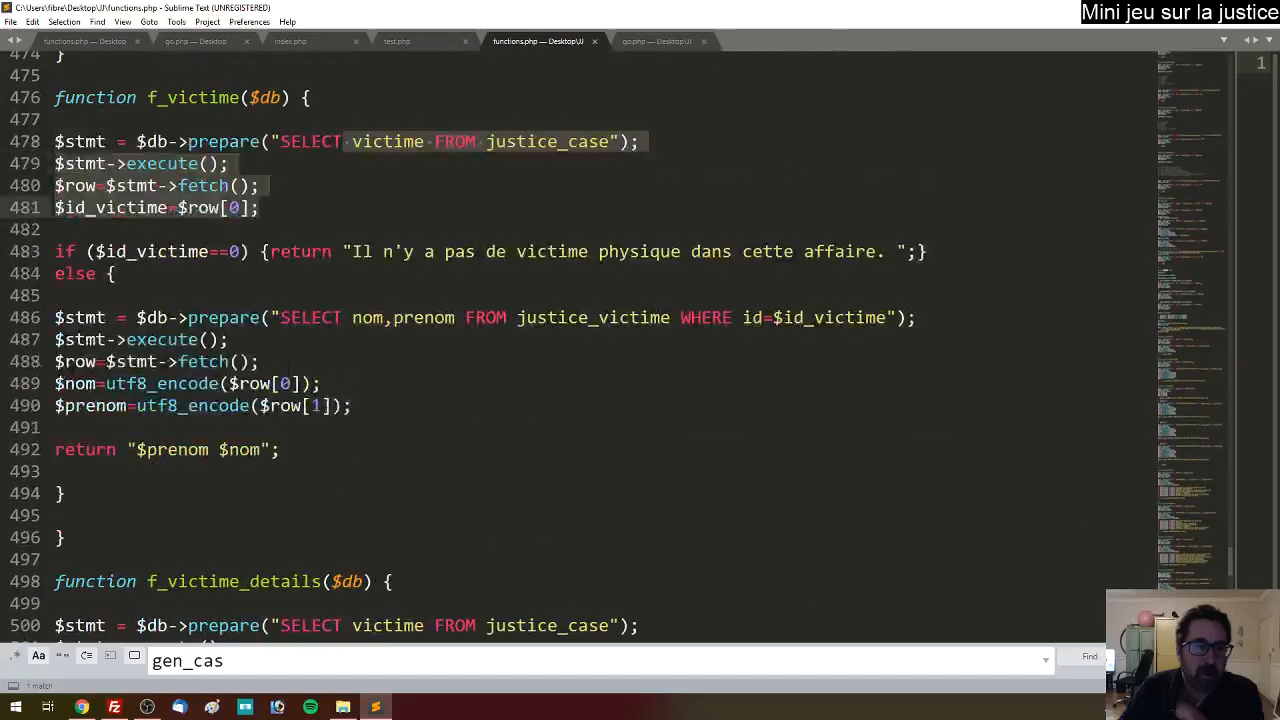 C:\Users\fibre\Desktop\JJ\functions.php - Sublime Text (UNREGISTERED)
Mini jeu sur la justice
File Edit Selection Find View Goto Tools Project Preferences Help
functions.php — Desktop × go.php — Desktop × index.php × test.php × functions.php — Desktop\JJ × go.php — Desktop\JJ ×
474 }
475
476 function f_victime($db) {
477
478 $stmt = $db->prepare("SELECT victime FROM justice_case");
479 $stmt->execute();
480 $row=$stmt->fetch();
481 $id_victime=$row[0];
482
483 if ($id_victime==0) {return "Il n'y a pas de victime physique dans cette affaire. ";}
484 else {
485
486 $stmt = $db->prepare("SELECT nom,prenom FROM justice_victime WHERE id=$id_victime");
487 $stmt->execute();
488 $row=$stmt->fetch();
489 $nom=utf8_encode($row[0]);
490 $prenom=utf8_encode($row[1]);
491
492 return "$prenom $nom";
493
494 }
495
496 }
497
498 function f_victime_details($db) {
499
500 $stmt = $db->prepare("SELECT victime FROM justice_case");
1
.* Aa “” gen_cas Find
1 match